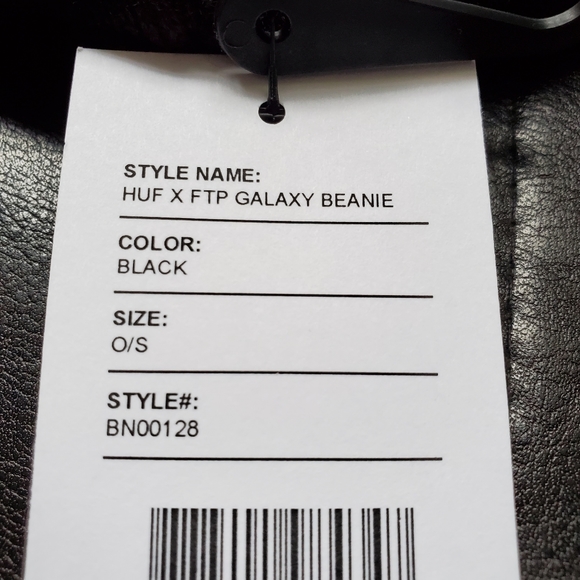 STYLE NAME:
HUF X FTP GALAXY BEANIE
COLOR:
BLACK
SIZE:
O/S
STYLE#:
BN00128